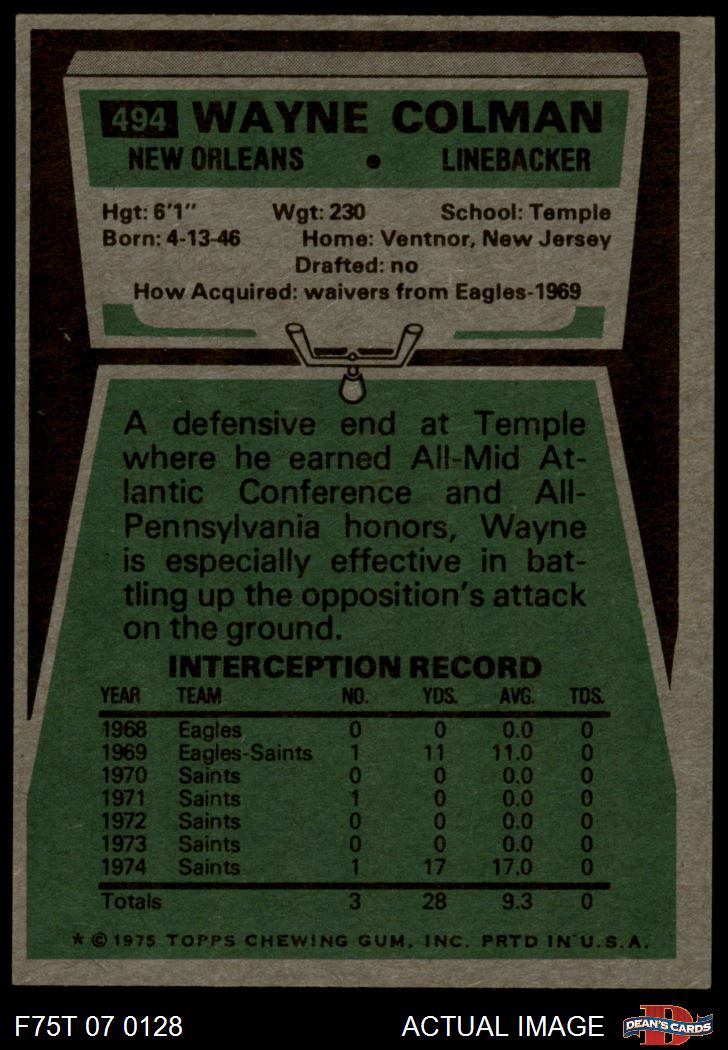 494 WAYNE COLMAN
NEW ORLEANS • LINEBACKER
Hgt: 6'1" Wgt: 230 School: Temple
Born: 4-13-46 Home: Ventnor, New Jersey
Drafted: no
How Acquired: waivers from Eagles-1969
A defensive end at Temple
where he earned All-Mid At-
lantic Conference and All-
Pennsylvania honors, Wayne
is especially effective in bat-
tling up the opposition's attack
on the ground.
INTERCEPTION RECORD
YEAR TEAM NO. YDS. AVG. TDS.
1968 Eagles 0 0 0.0 0
1969 Eagles-Saints 1 11 11.0 0
1970 Saints 0 0 0.0 0
1971 Saints 1 0 0.0 0
1972 Saints 0 0 0.0 0
1973 Saints 0 0 0.0 0
1974 Saints 1 17 17.0 0
Totals 3 28 9.3 0
* © 1975 TOPPS CHEWING GUM, INC. PRTD IN U.S.A.
F75T 07 0128 ACTUAL IMAGE D DEAN'S CARDS